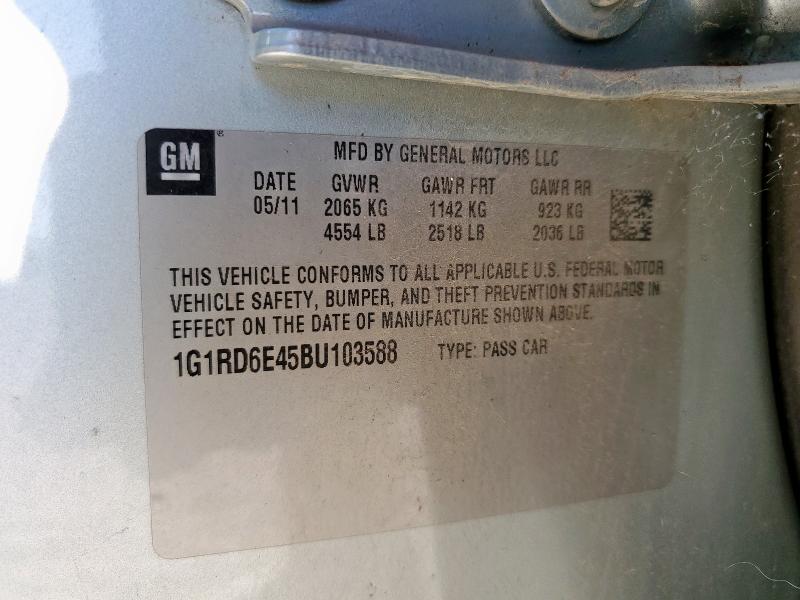 GM ® MFD BY GENERAL MOTORS LLC
DATE GVWR GAWR FRT GAWR RR
05/11 2065 KG 1142 KG 923 KG
4554 LB 2518 LB 2036 LB
THIS VEHICLE CONFORMS TO ALL APPLICABLE U.S. FEDERAL MOTOR
VEHICLE SAFETY, BUMPER, AND THEFT PREVENTION STANDARDS IN
EFFECT ON THE DATE OF MANUFACTURE SHOWN ABOVE.
1G1RD6E45BU103588 TYPE: PASS CAR